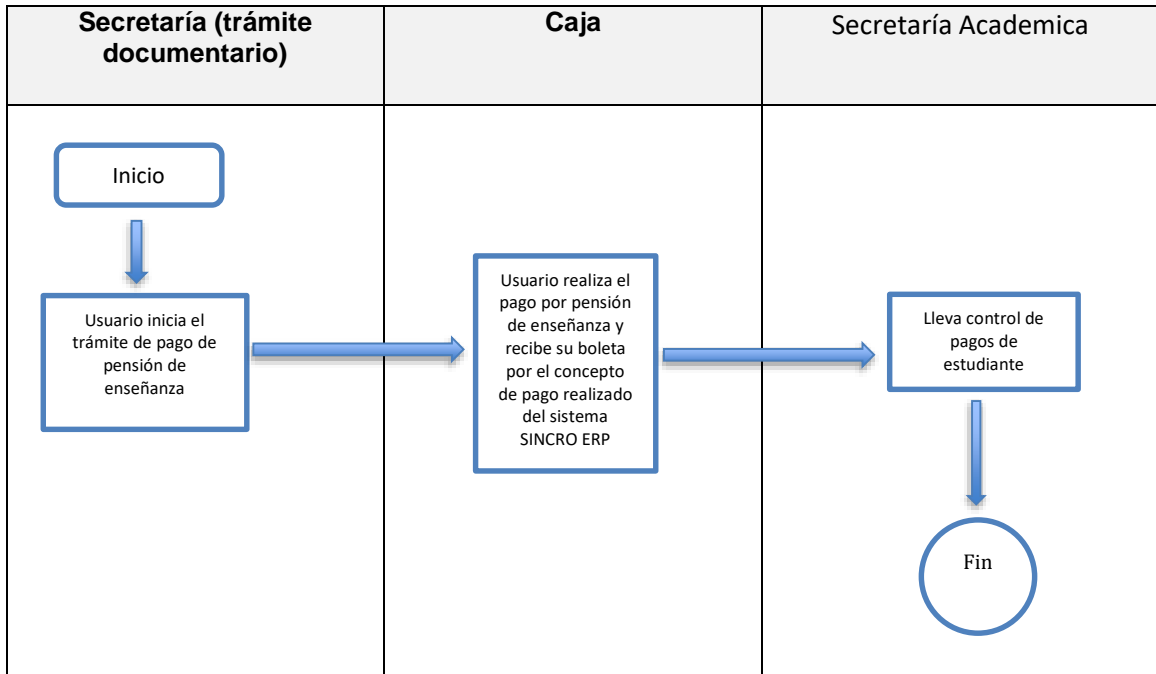 Secretaría (trámite
documentario)
Caja
Secretaría Academica
Inicio
Usuario inicia el
trámite de pago de
pensión de
enseñanza
Usuario realiza el
pago por pensión
de enseñanza y
recibe su boleta
por el concepto
de pago realizado
del sistema
SINCRO ERP
Lleva control de
pagos de
estudiante
Fin